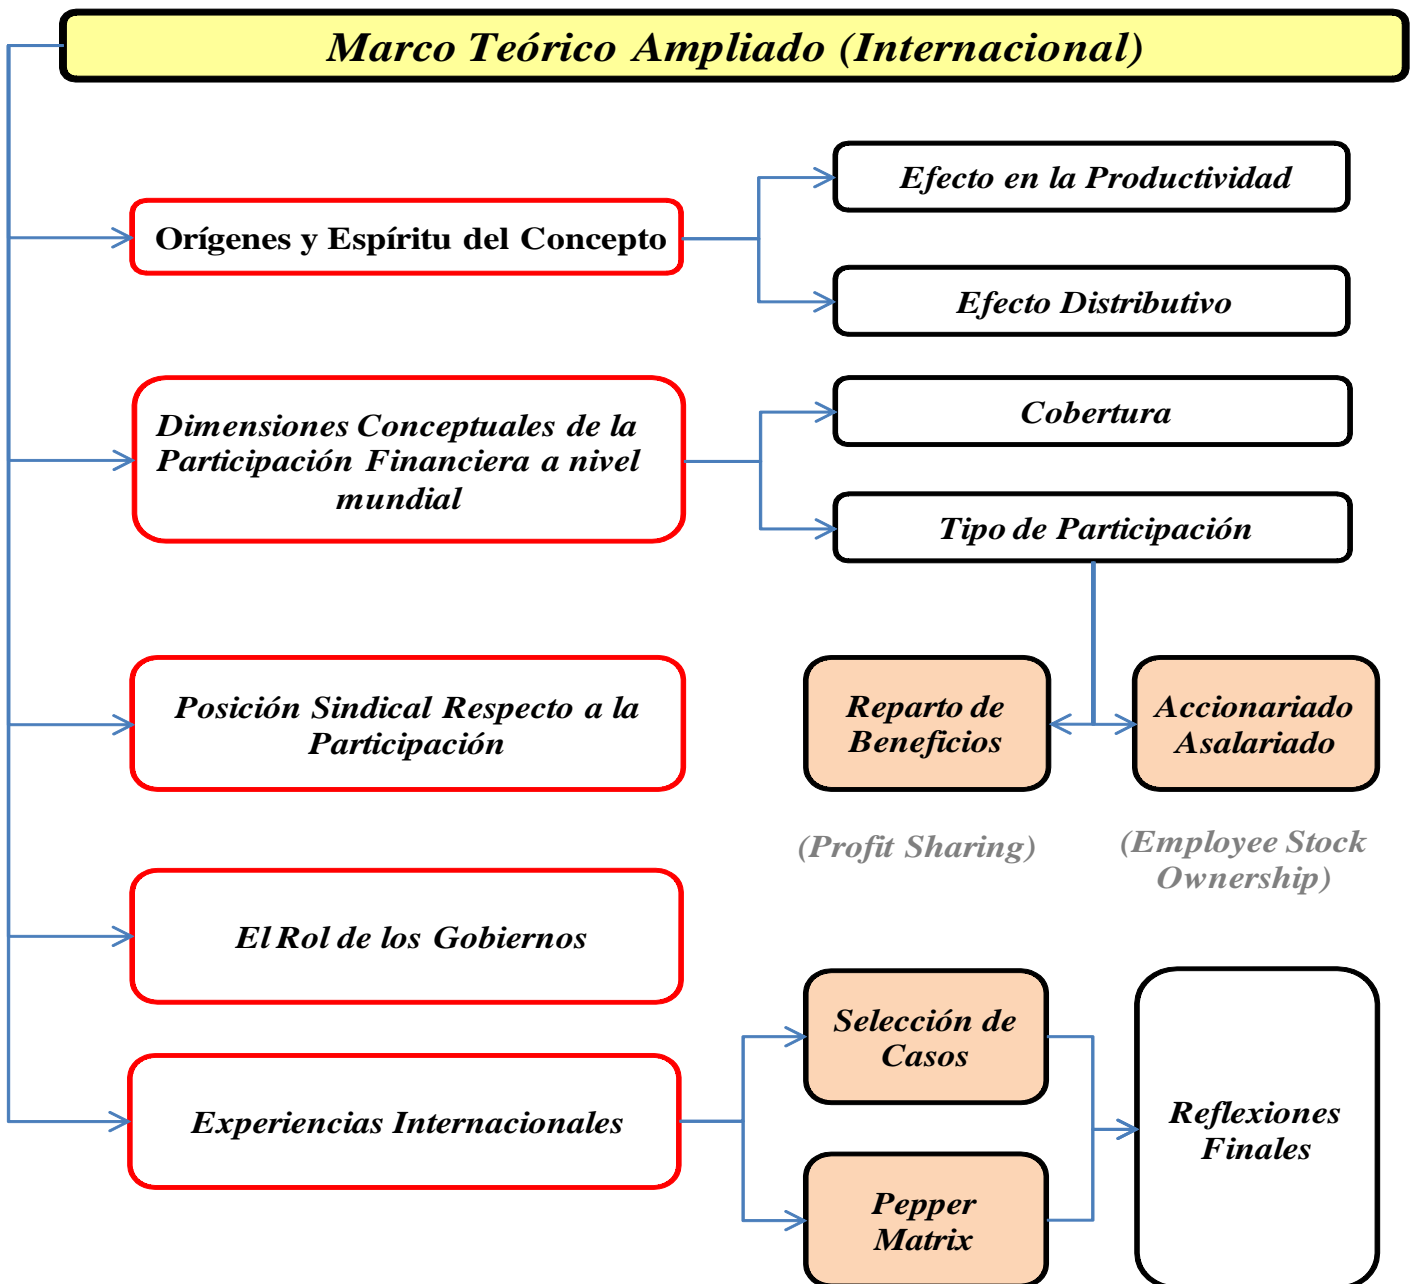 Marco Teórico Ampliado (Internacional)
Orígenes y Espíritu del Concepto
Efecto en la Productividad
Efecto Distributivo
Dimensiones Conceptuales de la
Participación Financiera a nivel
mundial
Cobertura
Tipo de Participación
Posición Sindical Respecto a la
Participación
Reparto de
Beneficios
Accionariado
Asalariado
(Profit Sharing)
(Employee Stock
Ownership)
El Rol de los Gobiernos
Experiencias Internacionales
Selección de
Casos
Pepper
Matrix
Reflexiones
Finales